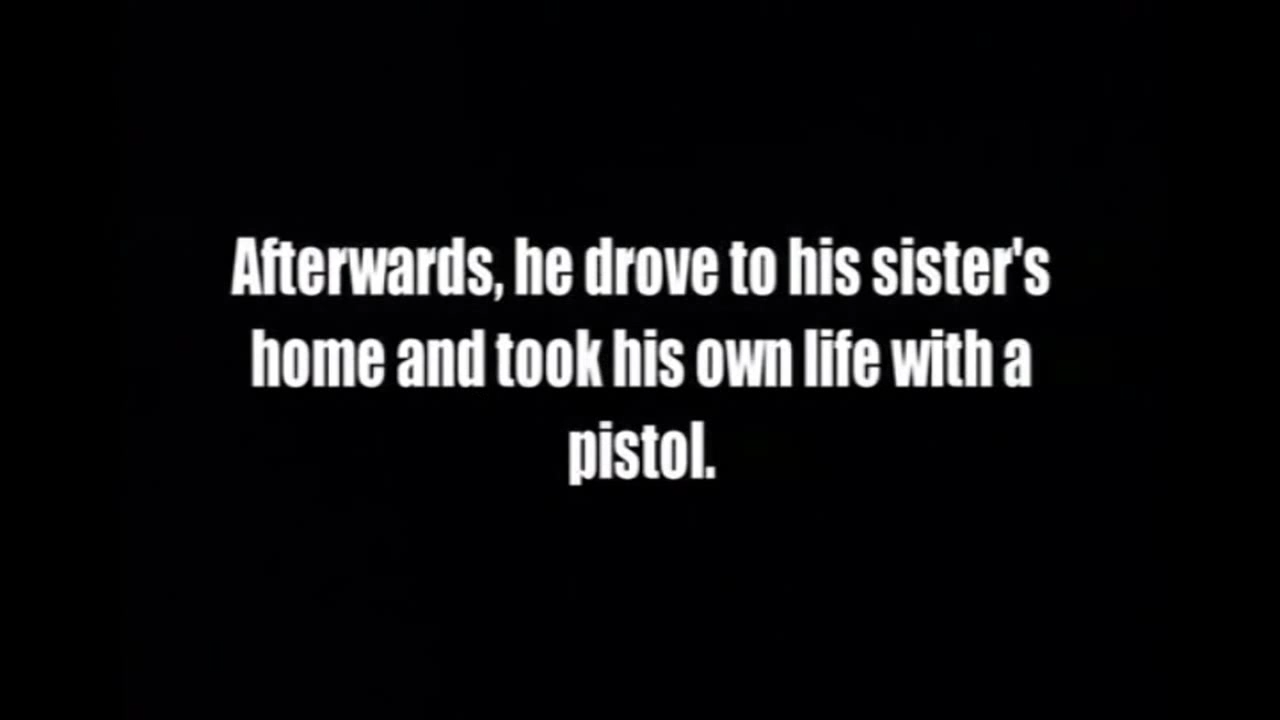 Afterwards, he drove to his sister's
home and took his own life with a
pistol.